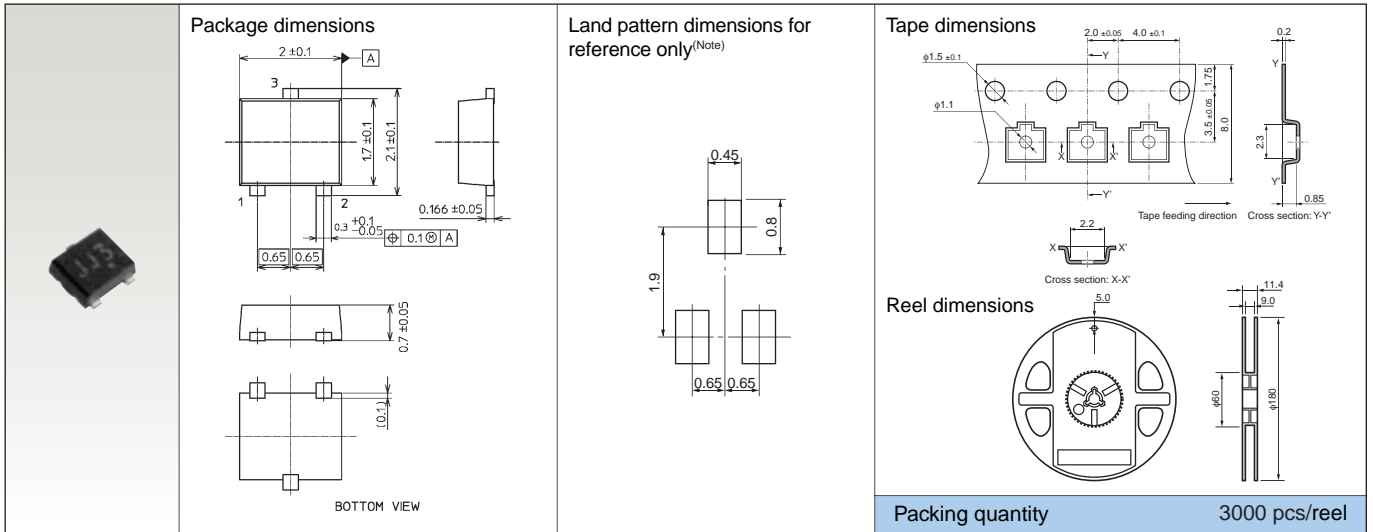 Package dimensions
2 ±0.1
A
3
1.7 ±0.1
2.1 ±0.1
1
2
0.3 +0.1 −0.05
⌖ 0.1 Ⓜ A
0.65 0.65
0.166 ±0.05
0.7 ±0.05
(0.1)
BOTTOM VIEW
JJ3
Land pattern dimensions for
reference only(Note)
0.45
0.8
1.9
0.65 0.65
Tape dimensions
2.0 ±0.05 4.0 ±0.1
φ1.5 ±0.1
Y
φ1.1
X X'
Y'
1.75
3.5 ±0.05
8.0
Tape feeding direction
0.2
Y
2.3
Y'
0.85
Cross section: Y-Y'
2.2
X X'
Cross section: X-X'
Reel dimensions
5.0
11.4
9.0
φ60
φ180
Packing quantity 3000 pcs/reel